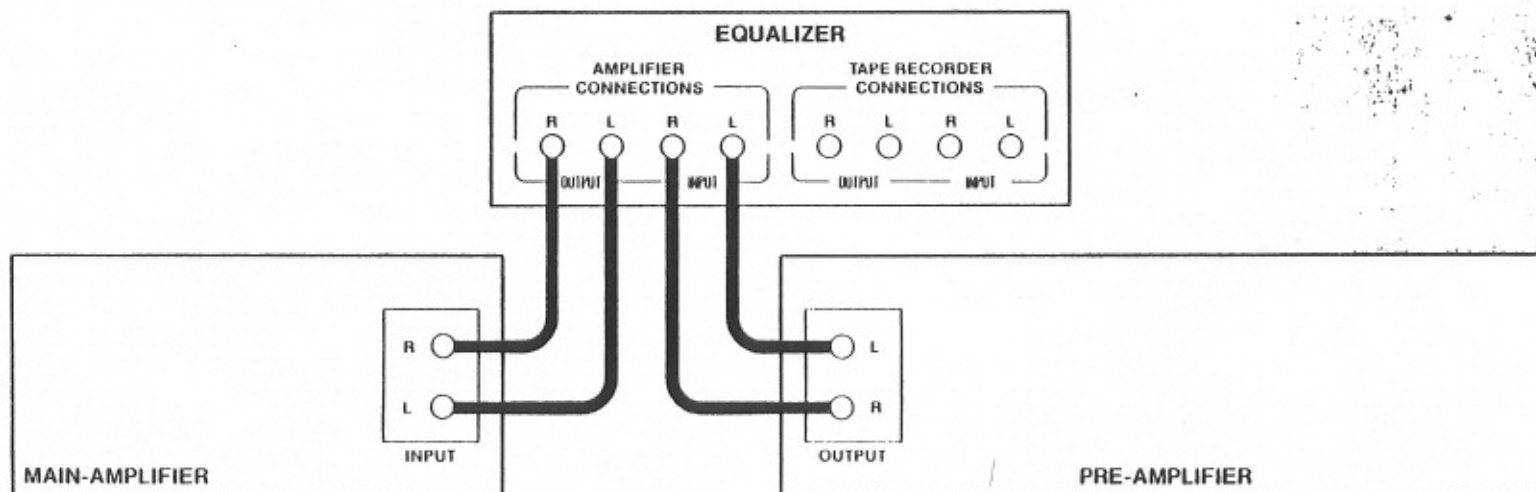 EQUALIZER
AMPLIFIER
CONNECTIONS
TAPE RECORDER
CONNECTIONS
R L R L
R L R L
OUTPUT INPUT
OUTPUT INPUT
R
L
INPUT
MAIN-AMPLIFIER
L
R
OUTPUT
PRE-AMPLIFIER